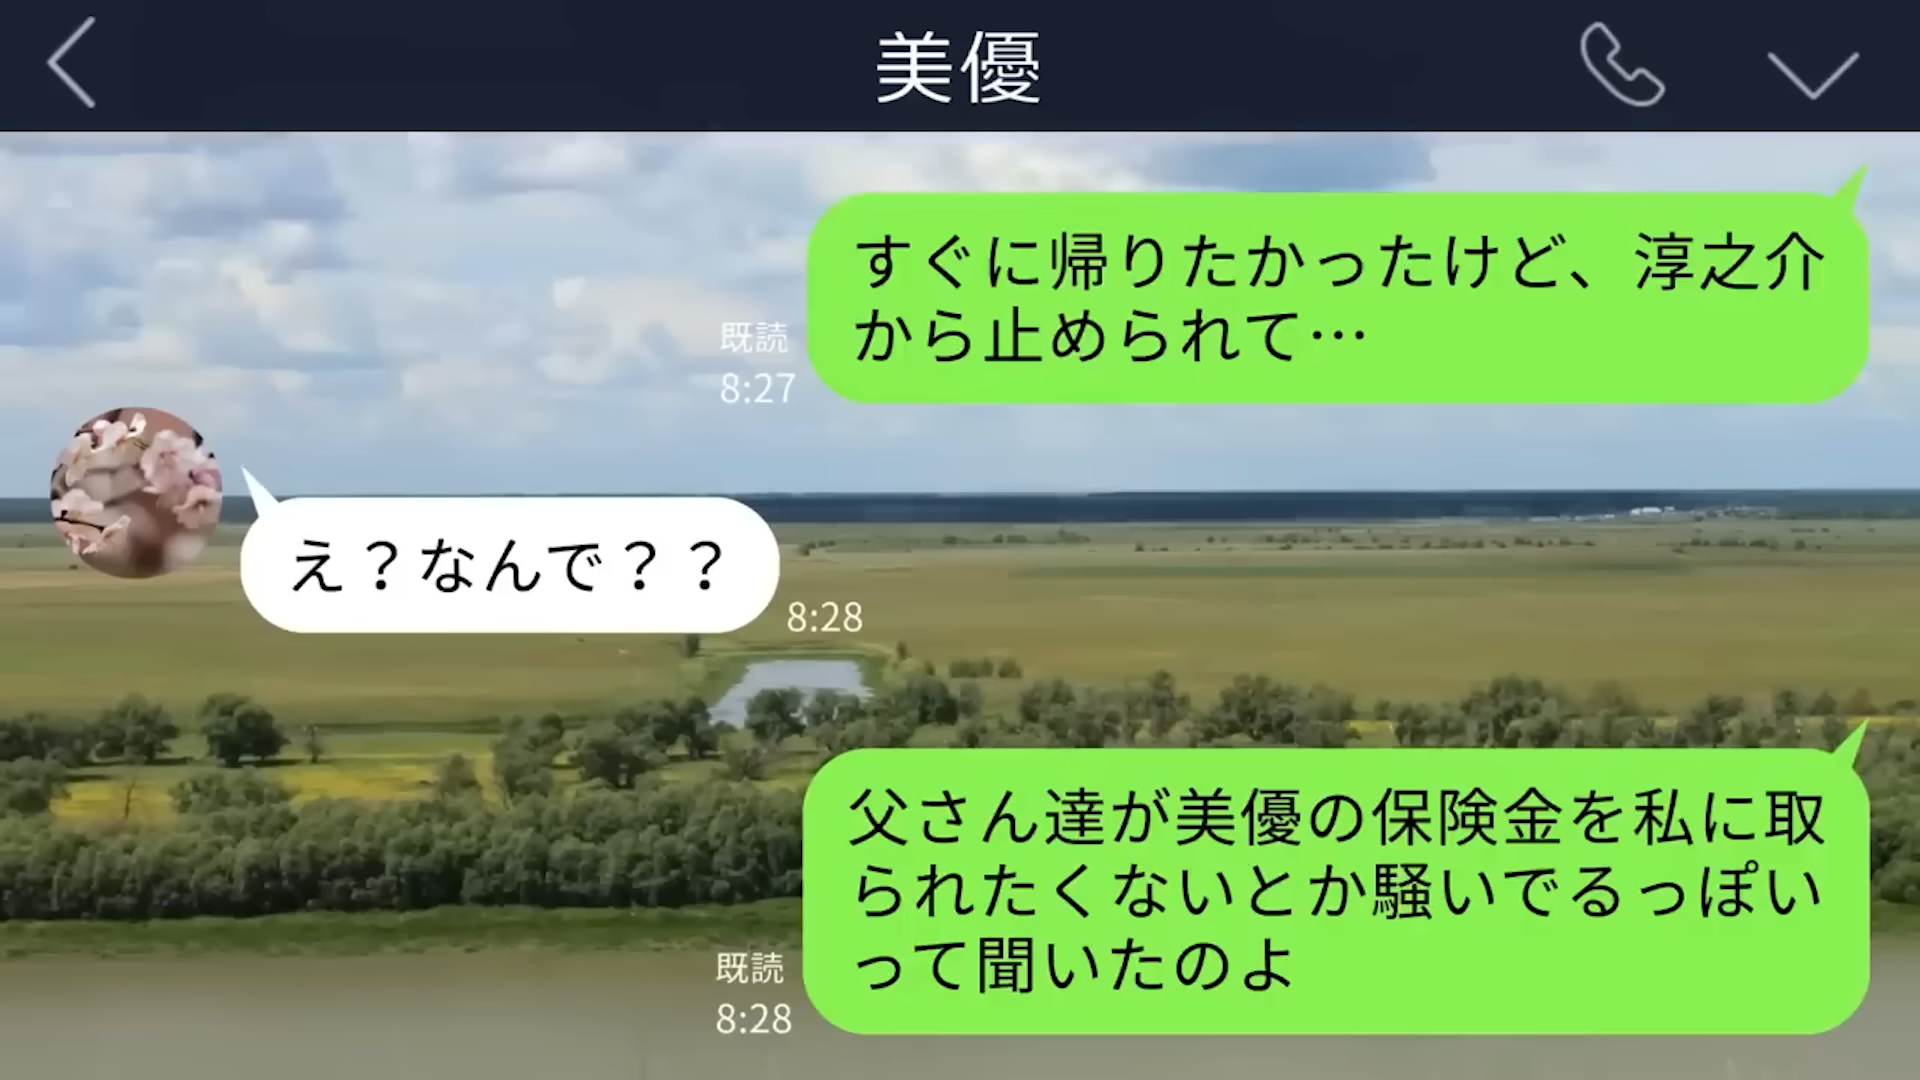 美優
すぐに帰りたかったけど、淳之介
から止められて…
既読
8:27
え？なんで？？
8:28
父さん達が美優の保険金を私に取
られたくないとか騒いでるっぽい
って聞いたのよ
既読
8:28